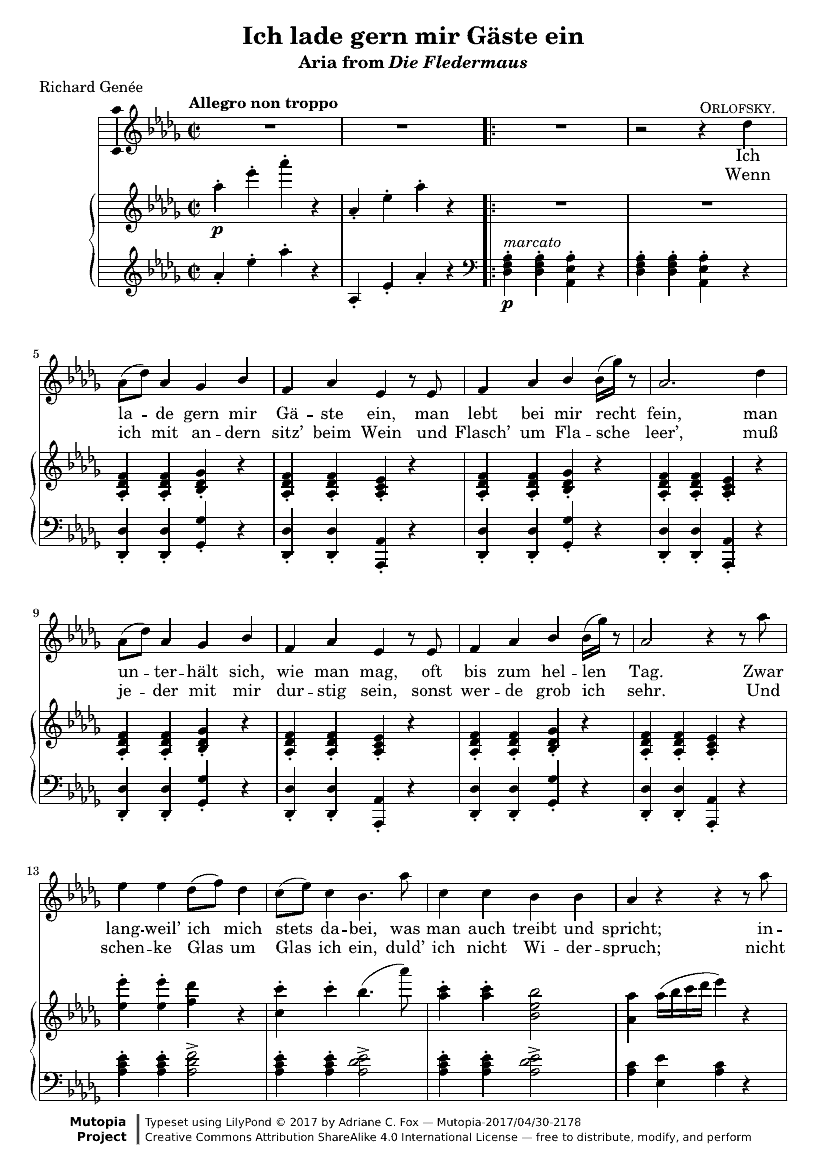 Ich lade gern mir Gäste ein
Aria from Die Fledermaus
Richard Genée
Allegro non troppo
ORLOFSKY.
Ich
Wenn
p
marcato
p
5
la - de gern mir Gä - ste ein, man lebt bei mir recht fein, man
ich mit an - dern sitz’ beim Wein und Flasch’ um Fla - sche leer’, muß
9
un - ter - hält sich, wie man mag, oft bis zum hel - len Tag. Zwar
je - der mit mir dur - stig sein, sonst wer - de grob ich sehr. Und
13
lang - weil’ ich mich stets da - bei, was man auch treibt und spricht; in -
schen - ke Glas um Glas ich ein, duld’ ich nicht Wi - der - spruch; nicht
Mutopia Project
Typeset using LilyPond © 2017 by Adriane C. Fox — Mutopia-2017/04/30-2178
Creative Commons Attribution ShareAlike 4.0 International License — free to distribute, modify, and perform